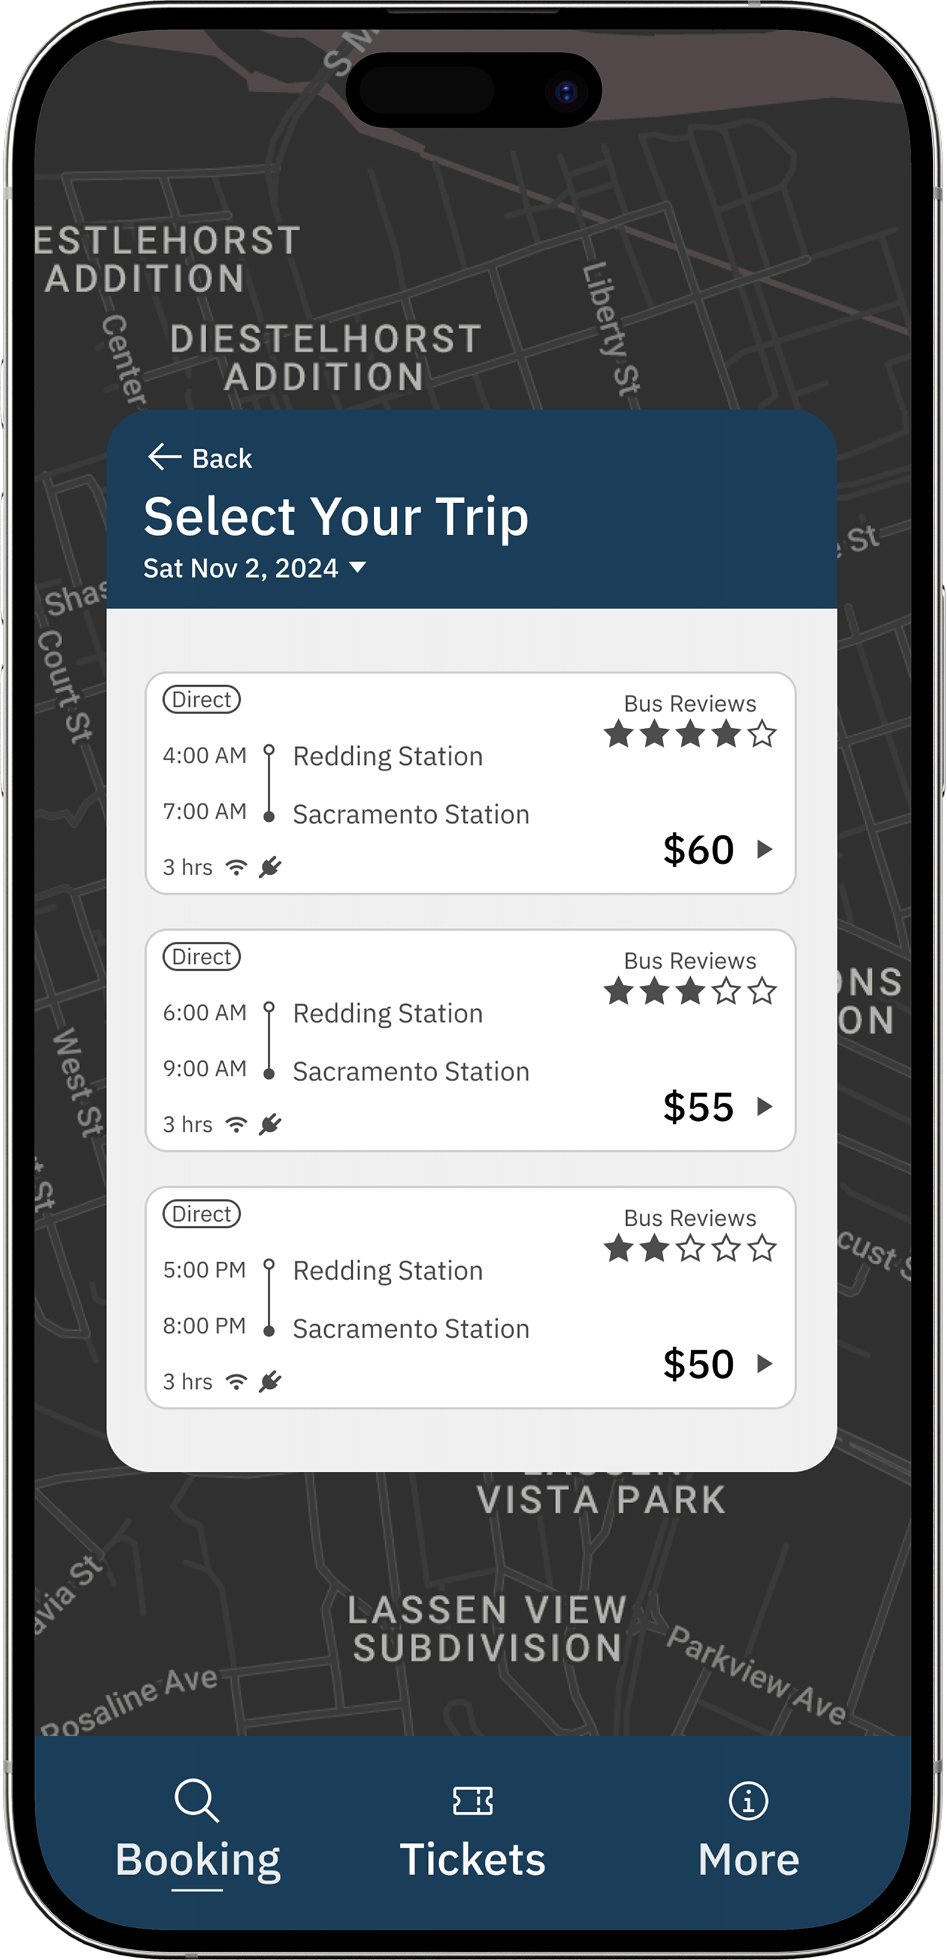 S M
ESTLEHORST
ADDITION
DIESTELHORST
ADDITION
Center
Liberty St
Back
Select Your Trip
Sat Nov 2, 2024
St
Shas
Court St
Direct
Bus Reviews
4:00 AM Redding Station
7:00 AM Sacramento Station
$60
3 hrs
Direct
Bus Reviews
6:00 AM Redding Station
9:00 AM Sacramento Station
$55
3 hrs
ONS
ON
West St
St
Direct
Bus Reviews
5:00 PM Redding Station
8:00 PM Sacramento Station
$50
3 hrs
cust S
VISTA PARK
avia St
LASSEN VIEW
SUBDIVISION
Parkview Ave
Rosaline Ave
Booking
Tickets
More